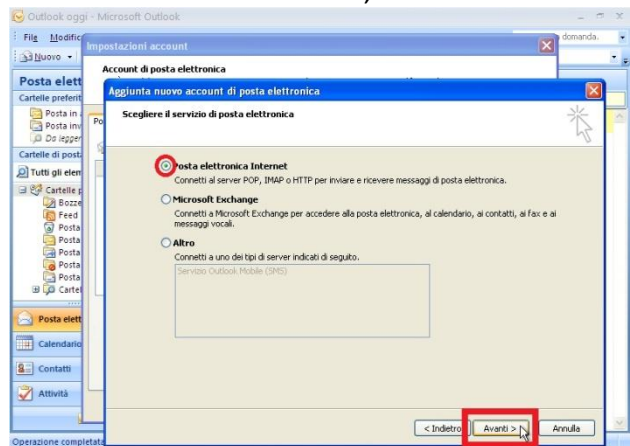 Outlook oggi - Microsoft Outlook
File Modific
domanda.
Impostazioni account
Nuovo
Account di posta elettronica
Posta elett
Aggiunta nuovo account di posta elettronica
Cartelle preferit
Scegliere il servizio di posta elettronica
Posta in
Po
Posta inv
Da legger
Cartelle di posta
Posta elettronica Internet
Tutti gli elem
Connetti al server POP, IMAP o HTTP per inviare e ricevere messaggi di posta elettronica.
Cartelle p
Microsoft Exchange
Bozze
Connetti a Microsoft Exchange per accedere alla posta elettronica, al calendario, ai contatti, ai fax e ai
Feed
messaggi vocali.
Posta
Posta
Altro
Posta
Connetti a uno dei tipi di server indicati di seguito.
Posta
Servizio Outlook Mobile (SMS)
Posta
Cartel
Posta elett
Calendario
Contatti
Attività
< Indietro
Avanti >
Annulla
Operazione completata